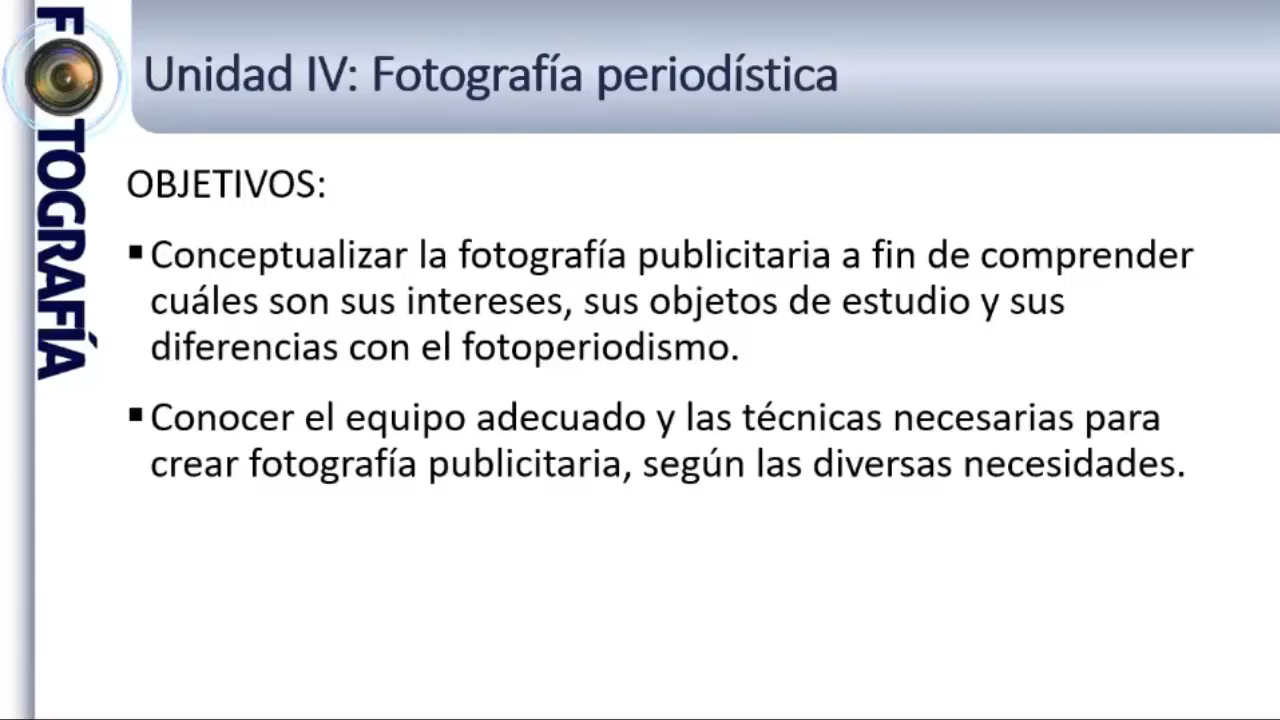 FOTOGRAFÍA
Unidad IV: Fotografía periodística
OBJETIVOS:
▪ Conceptualizar la fotografía publicitaria a fin de comprender
cuáles son sus intereses, sus objetos de estudio y sus
diferencias con el fotoperiodismo.
▪ Conocer el equipo adecuado y las técnicas necesarias para
crear fotografía publicitaria, según las diversas necesidades.